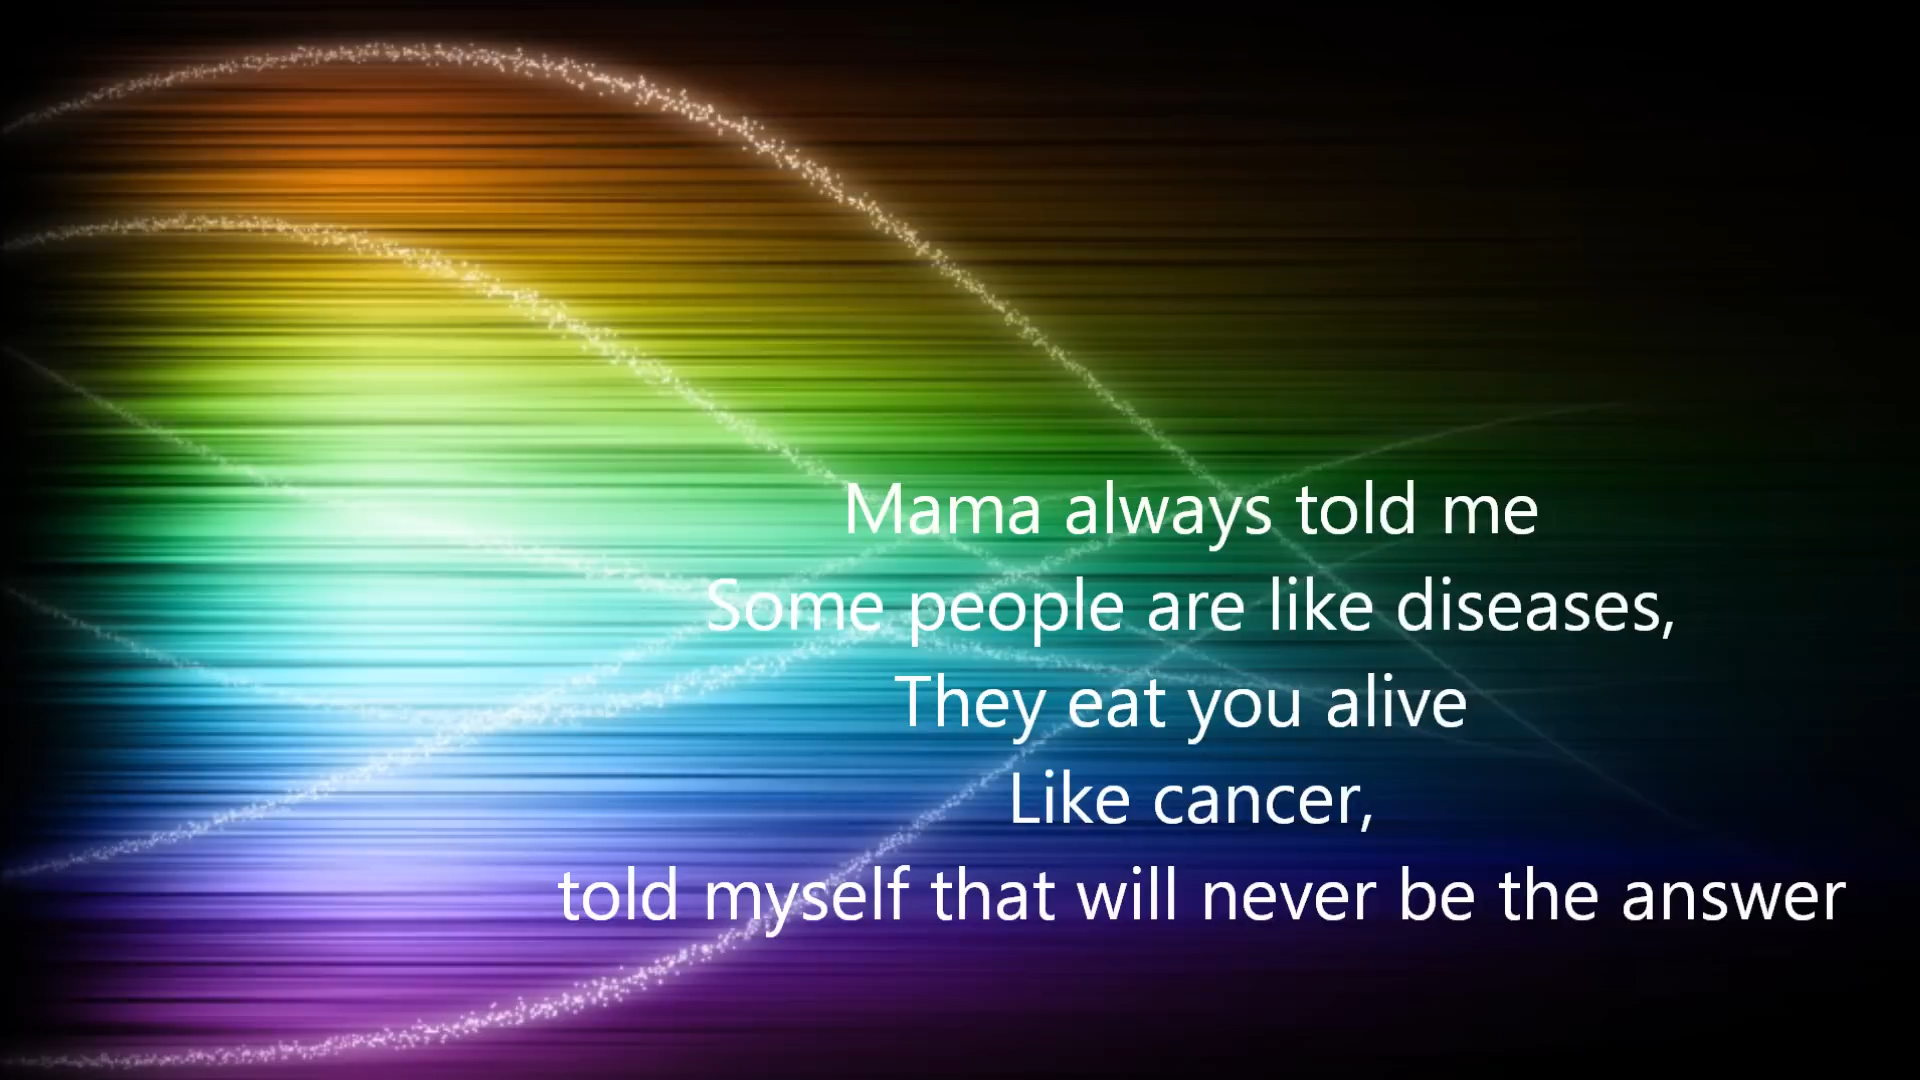 Mama always told me
Some people are like diseases,
They eat you alive
Like cancer,
told myself that will never be the answer